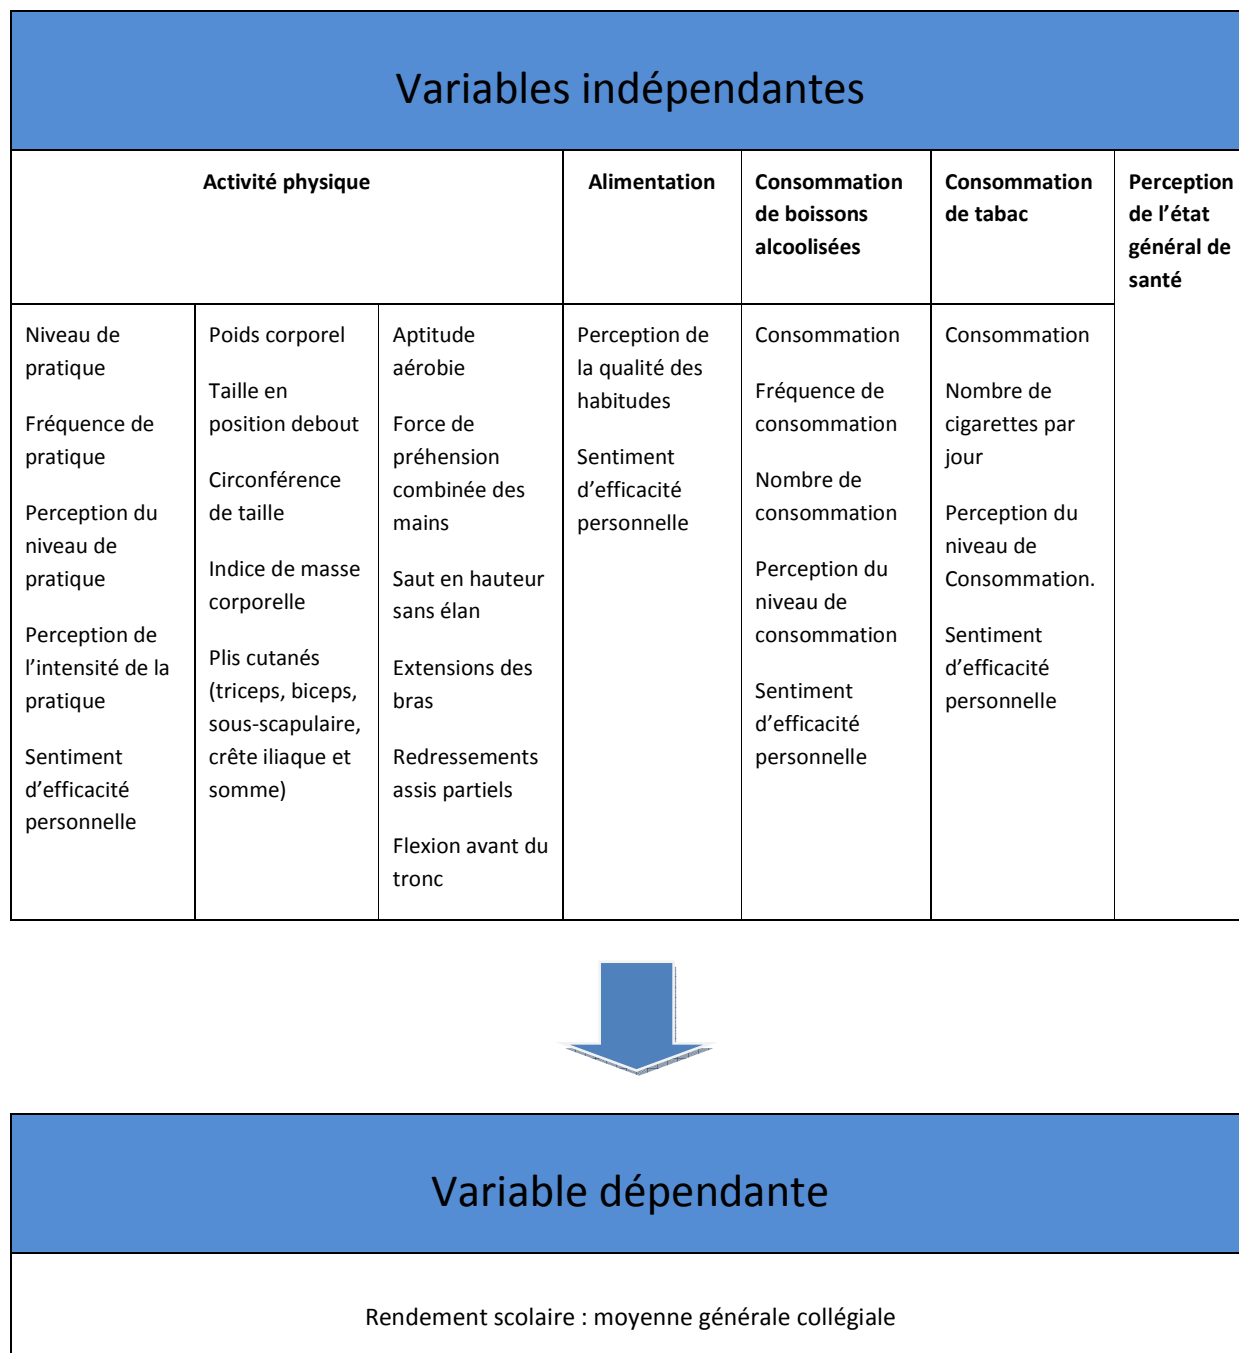 Variables indépendantes
Activité physique
Alimentation
Consommation
de boissons
alcoolisées
Consommation
de tabac
Perception
de l’état
général de
santé
Niveau de
pratique
Fréquence de
pratique
Perception du
niveau de
pratique
Perception de
l’intensité de la
pratique
Sentiment
d’efficacité
personnelle
Poids corporel
Taille en
position debout
Circonférence
de taille
Indice de masse
corporelle
Plis cutanés
(triceps, biceps,
sous-scapulaire,
crête iliaque et
somme)
Aptitude
aérobie
Force de
préhension
combinée des
mains
Saut en hauteur
sans élan
Extensions des
bras
Redressements
assis partiels
Flexion avant du
tronc
Perception de
la qualité des
habitudes
Sentiment
d’efficacité
personnelle
Consommation
Fréquence de
consommation
Nombre de
consommation
Perception du
niveau de
consommation
Sentiment
d’efficacité
personnelle
Consommation
Nombre de
cigarettes par
jour
Perception du
niveau de
Consommation.
Sentiment
d’efficacité
personnelle
Variable dépendante
Rendement scolaire : moyenne générale collégiale